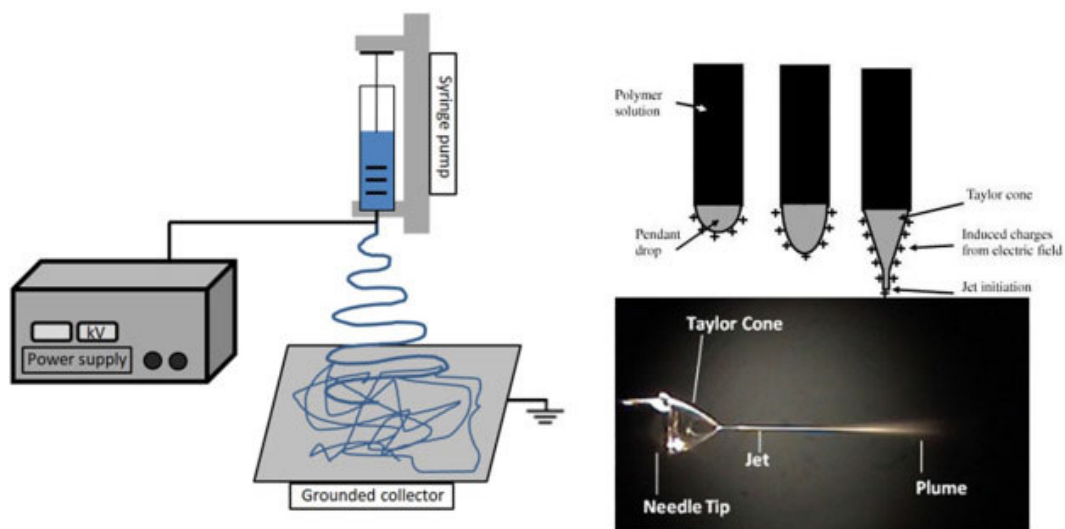 Syringe pump
kV
Power supply
Grounded collector
Polymer
solution
Pendant
drop
Taylor cone
Induced charges
from electric field
Jet initiation
Taylor Cone
Jet
Needle Tip
Plume